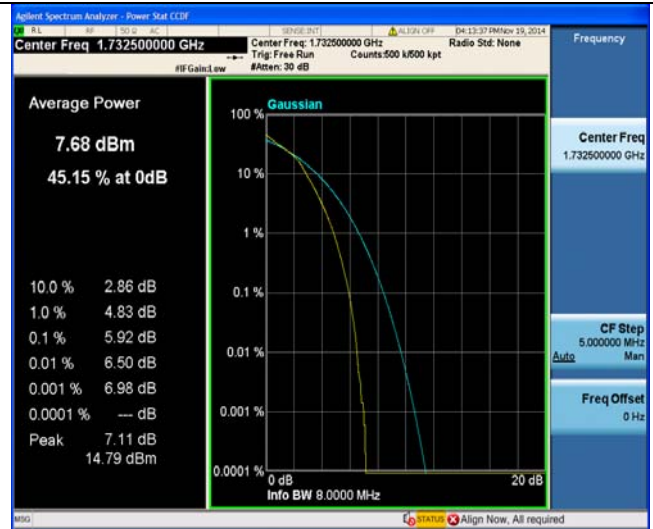 Agilent Spectrum Analyzer - Power Stat CCDF
RL RF 50 Ω AC SENSE:INT ALIGN OFF 04:13:37 PM Nov 19, 2014
Center Freq 1.732500000 GHz
Center Freq: 1.732500000 GHz Radio Std: None
Trig: Free Run Counts:500 k/500 kpt
#IFGain:Low #Atten: 30 dB
Frequency
Average Power
7.68 dBm
45.15 % at 0dB
10.0 % 2.86 dB
1.0 % 4.83 dB
0.1 % 5.92 dB
0.01 % 6.50 dB
0.001 % 6.98 dB
0.0001 % --- dB
Peak 7.11 dB
14.79 dBm
Gaussian
100 %
10 %
1 %
0.1 %
0.01 %
0.001 %
0.0001 %
0 dB 20 dB
Info BW 8.0000 MHz
Center Freq
1.732500000 GHz
CF Step
5.000000 MHz
Auto Man
Freq Offset
0 Hz
MSG STATUS Align Now, All required